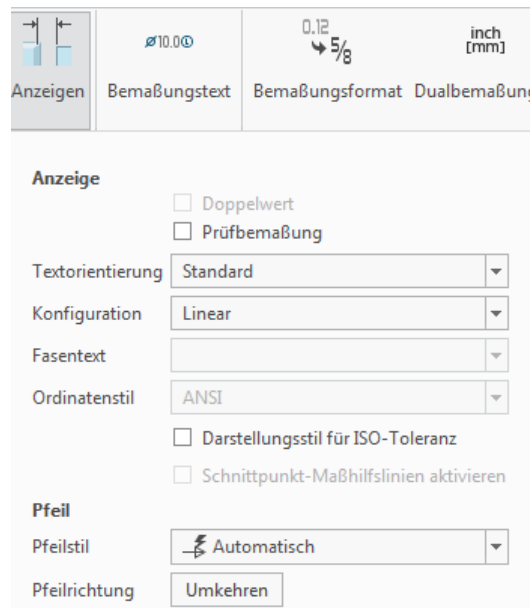 ø10.0Ⓛ
0.12
5/8
inch
[mm]
Anzeigen
Bemaßungstext
Bemaßungsformat
Dualbemaßung
Anzeige
Doppelwert
Prüfbemaßung
Textorientierung Standard
Konfiguration Linear
Fasentext
Ordinatenstil ANSI
Darstellungsstil für ISO-Toleranz
Schnittpunkt-Maßhilfslinien aktivieren
Pfeil
Pfeilstil Automatisch
Pfeilrichtung Umkehren